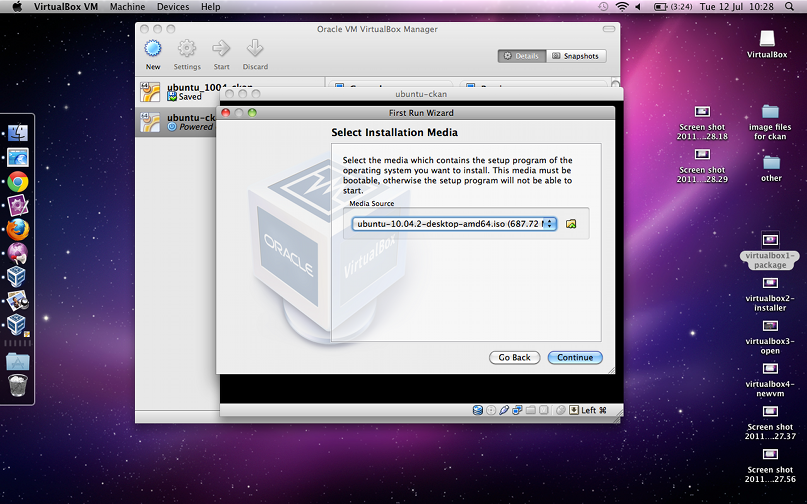 VirtualBox VM Machine Devices Help
(3:24) Tue 12 Jul 10:28
Oracle VM VirtualBox Manager
New Settings Start Discard
Details Snapshots
ubuntu_1004_ckan
Saved
ubuntu-ck
Powered
ubuntu-ckan
First Run Wizard
Select Installation Media
Select the media which contains the setup program of the
operating system you want to install. This media must be
bootable, otherwise the setup program will not be able to
start.
Media Source
ubuntu-10.04.2-desktop-amd64.iso (687.72 M
ORACLE
VirtualBox
Go Back Continue
Left ⌘
VirtualBox
Screen shot
2011....28.18
image files
for ckan
Screen shot
2011....28.29
other
virtualbox1-
package
virtualbox2-
installer
virtualbox3-
open
virtualbox4-
newvm
Screen shot
2011....27.37
Screen shot
2011....27.56